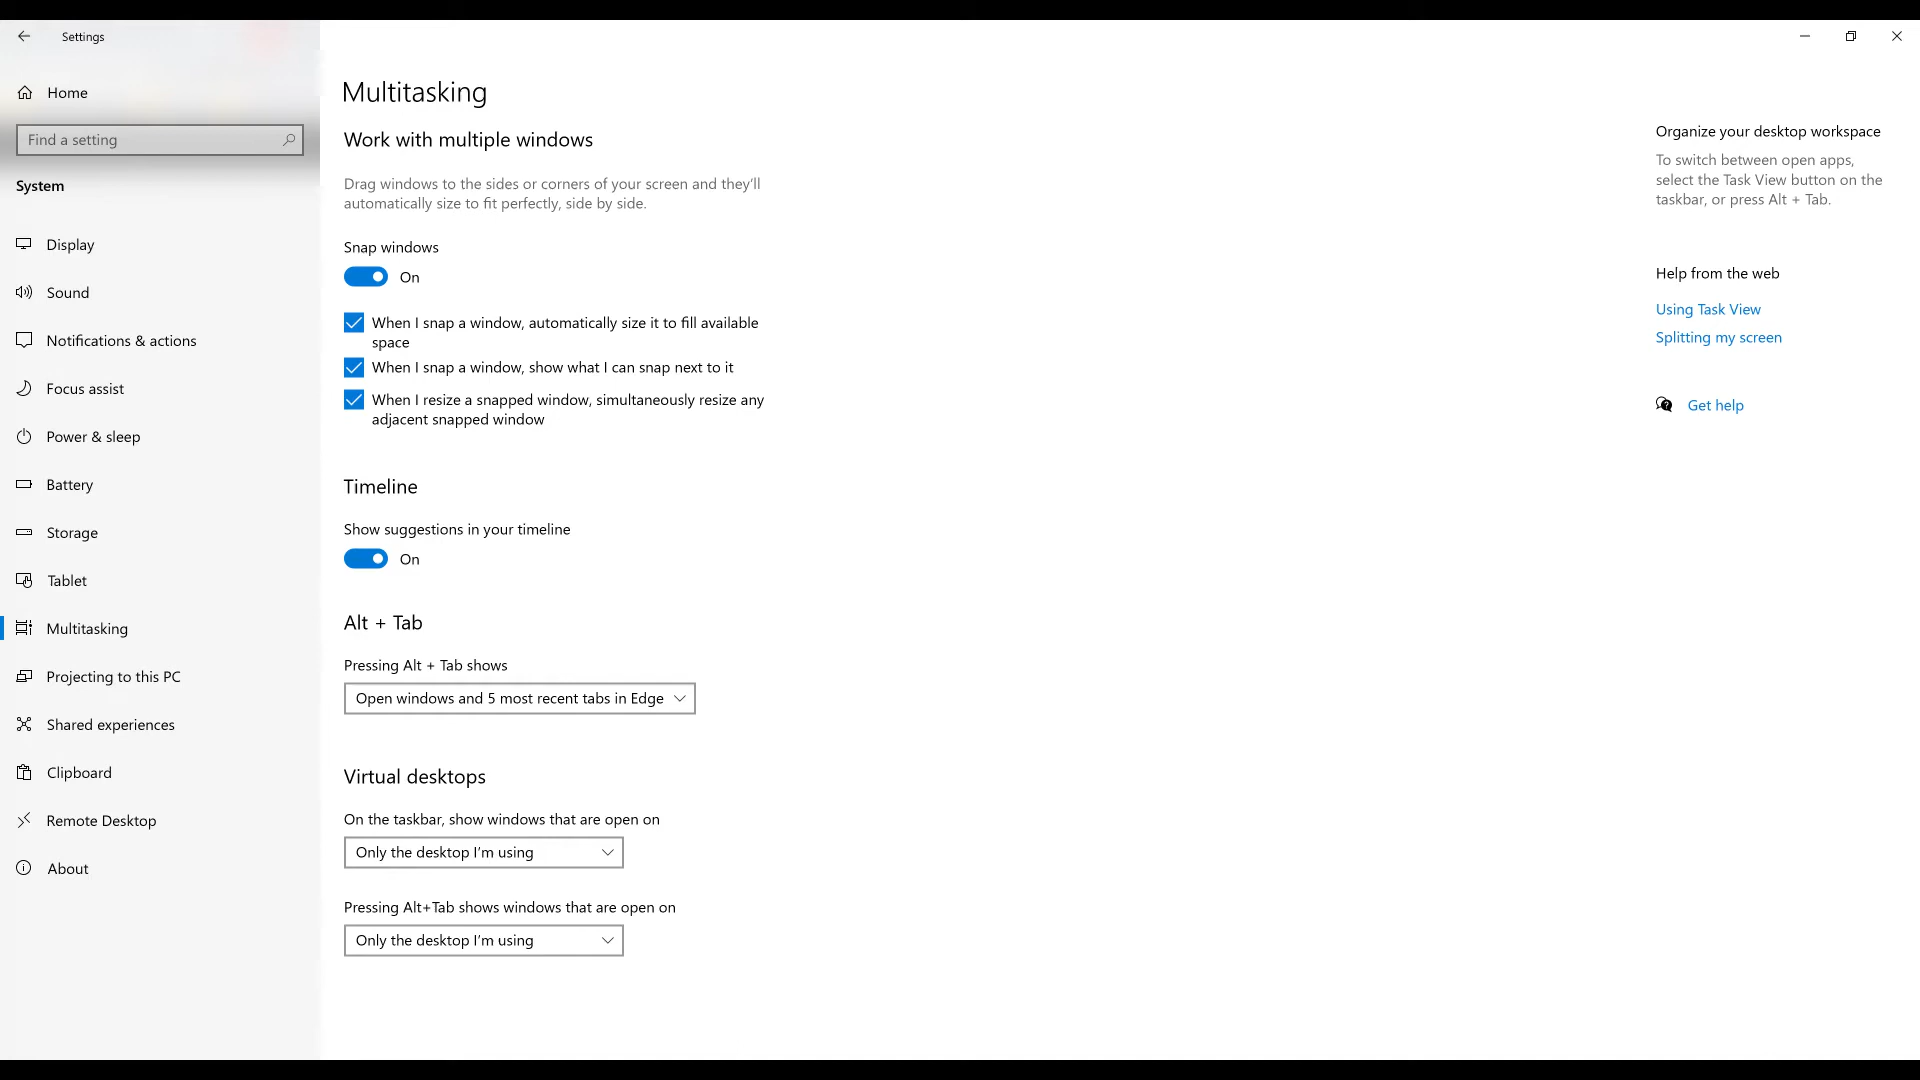 Settings
Home
Find a setting
System
Display
Sound
Notifications & actions
Focus assist
Power & sleep
Battery
Storage
Tablet
Multitasking
Projecting to this PC
Shared experiences
Clipboard
Remote Desktop
About
Multitasking
Work with multiple windows
Drag windows to the sides or corners of your screen and they'll
automatically size to fit perfectly, side by side.
Snap windows
On
When I snap a window, automatically size it to fill available
space
When I snap a window, show what I can snap next to it
When I resize a snapped window, simultaneously resize any
adjacent snapped window
Timeline
Show suggestions in your timeline
On
Alt + Tab
Pressing Alt + Tab shows
Open windows and 5 most recent tabs in Edge
Virtual desktops
On the taskbar, show windows that are open on
Only the desktop I'm using
Pressing Alt+Tab shows windows that are open on
Only the desktop I'm using
Organize your desktop workspace
To switch between open apps,
select the Task View button on the
taskbar, or press Alt + Tab.
Help from the web
Using Task View
Splitting my screen
Get help